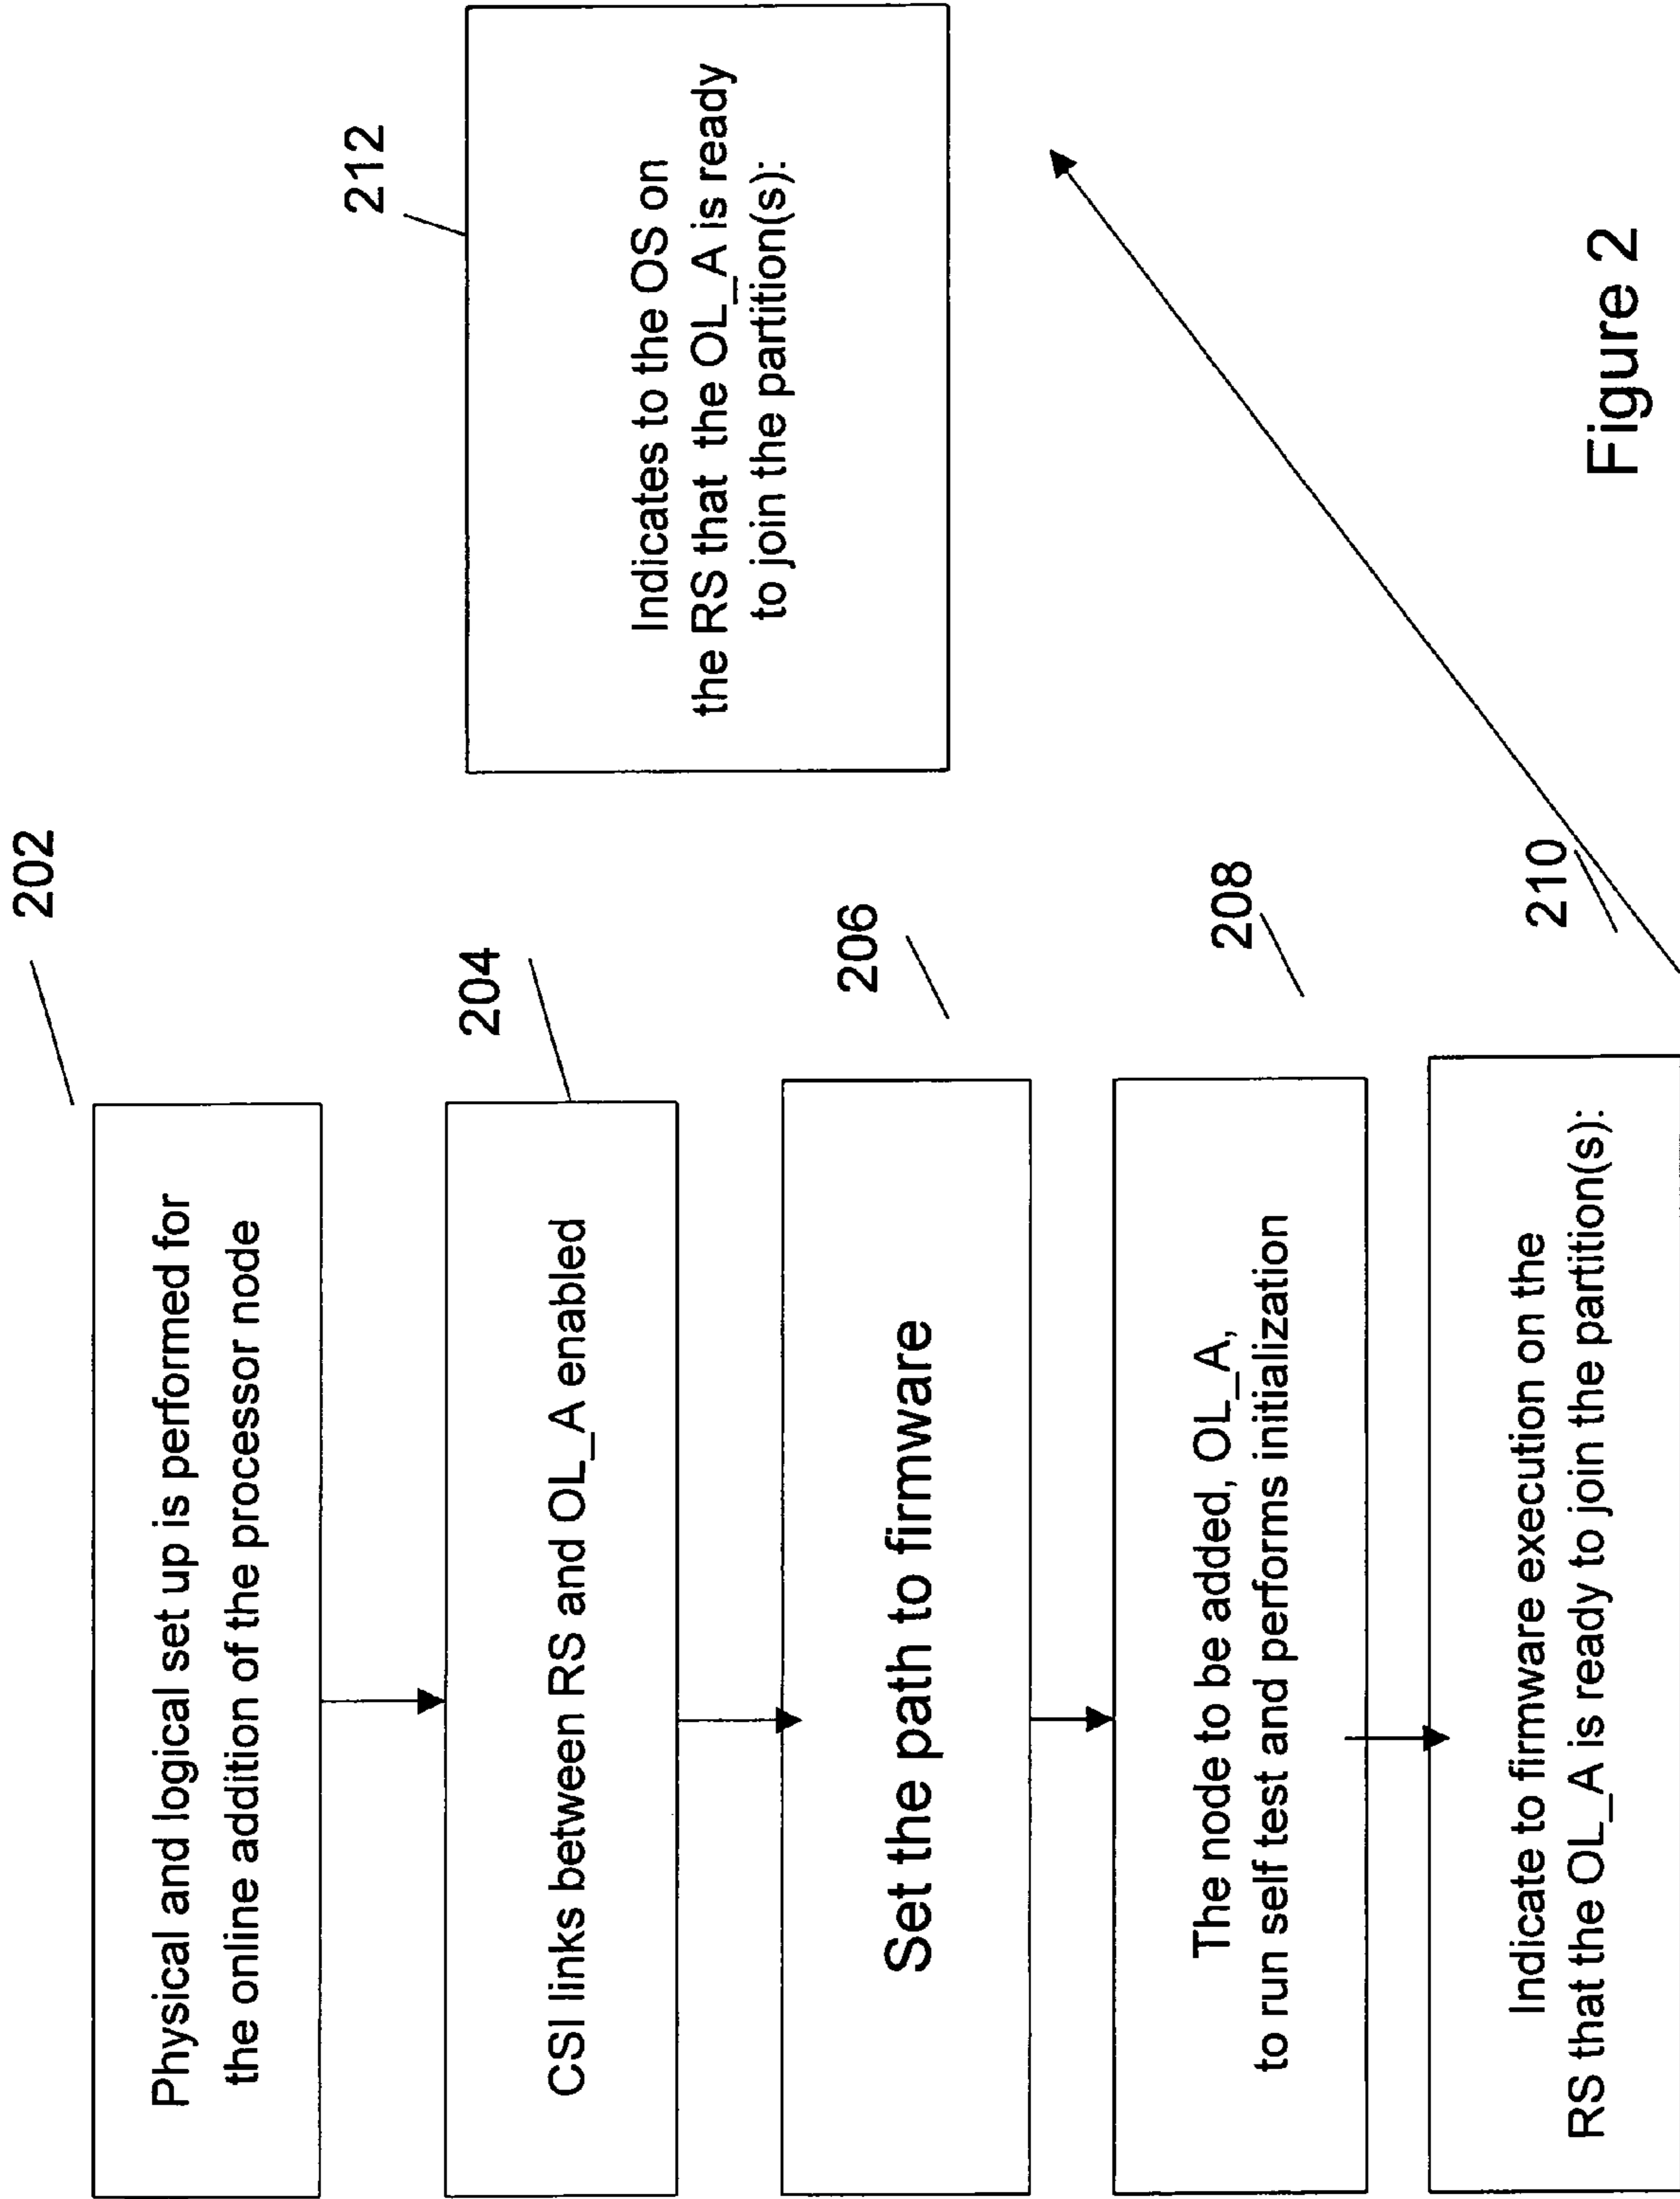 202
Physical and logical set up is performed for
the online addition of the processor node
204
CSI links between RS and OL_A enabled
206
Set the path to firmware
208
The node to be added, OL_A,
to run self test and performs initialization
210
Indicate to firmware execution on the
RS that the OL_A is ready to join the partition(s):
212
Indicates to the OS on
the RS that the OL_A is ready
to join the partition(s):
Figure 2